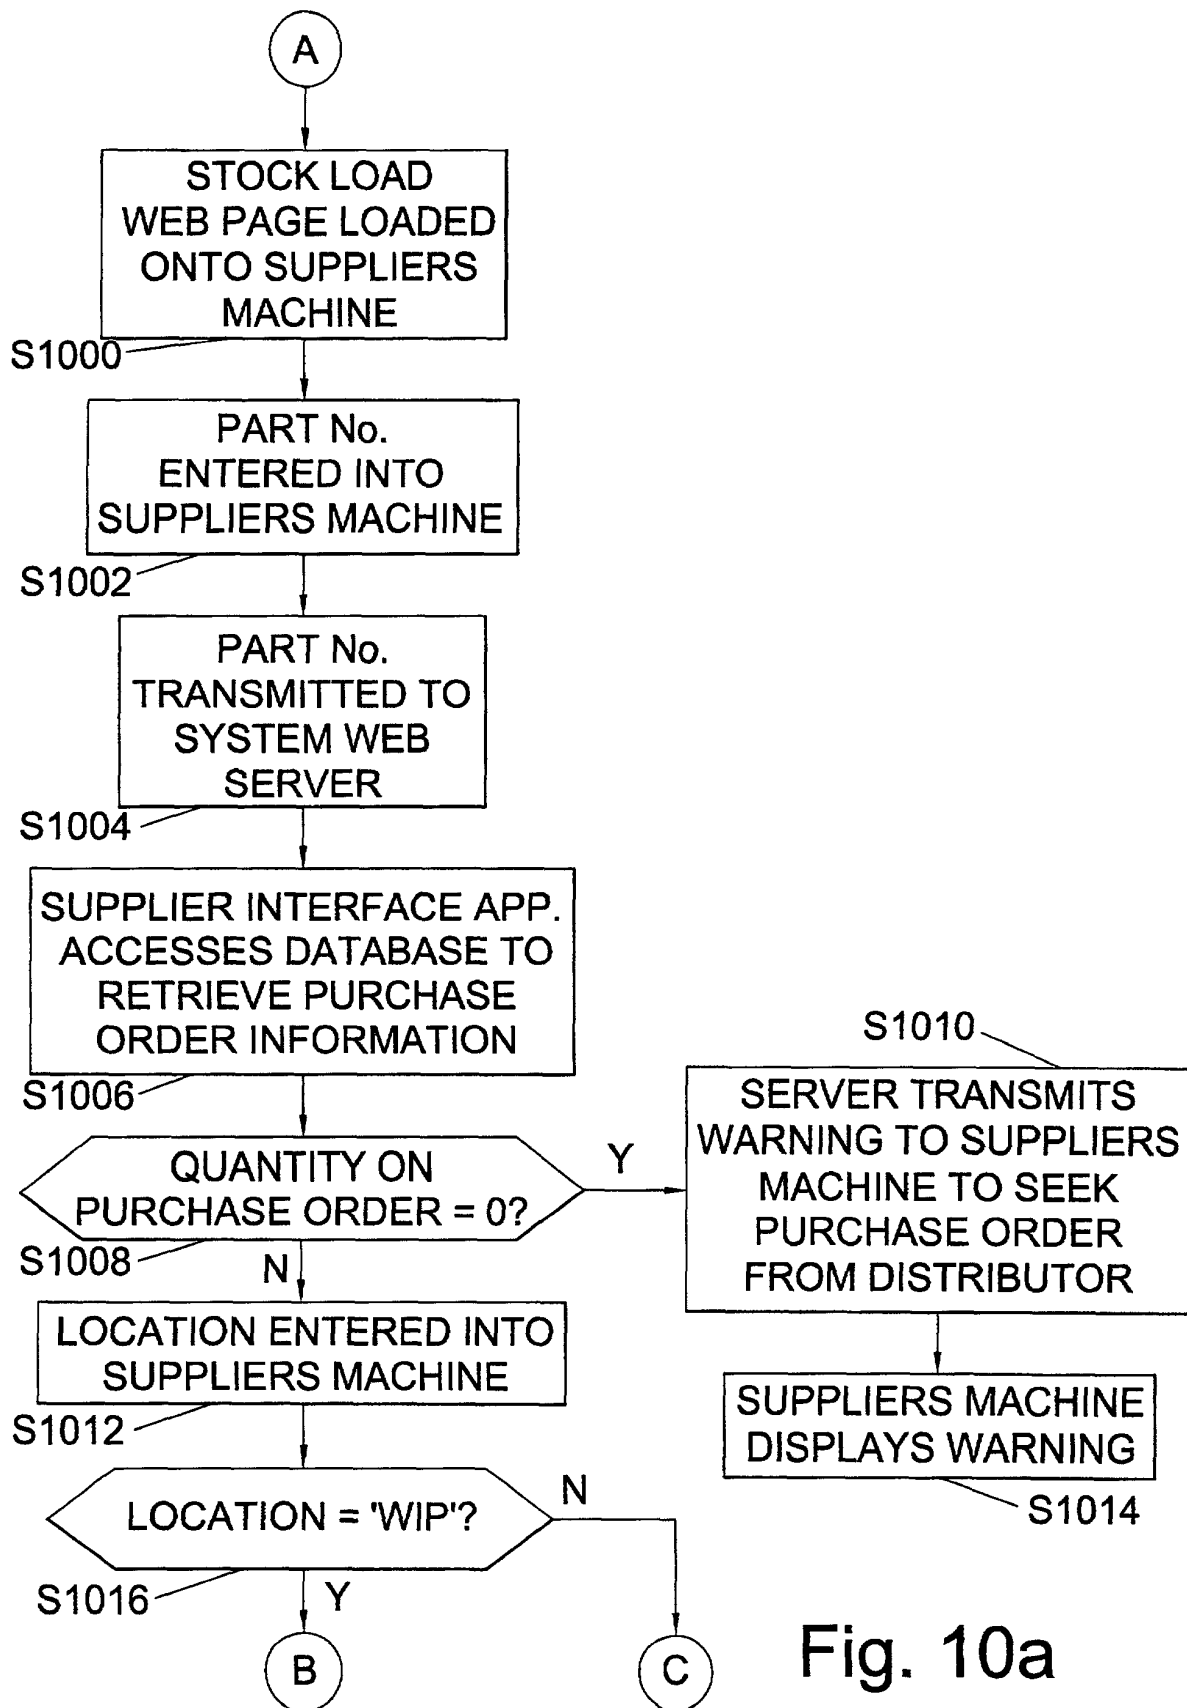 A
STOCK LOAD
WEB PAGE LOADED
ONTO SUPPLIERS
MACHINE
S1000
PART No.
ENTERED INTO
SUPPLIERS MACHINE
S1002
PART No.
TRANSMITTED TO
SYSTEM WEB
SERVER
S1004
SUPPLIER INTERFACE APP.
ACCESSES DATABASE TO
RETRIEVE PURCHASE
ORDER INFORMATION
S1006
QUANTITY ON
PURCHASE ORDER = 0?
S1008
Y
N
S1010
SERVER TRANSMITS
WARNING TO SUPPLIERS
MACHINE TO SEEK
PURCHASE ORDER
FROM DISTRIBUTOR
LOCATION ENTERED INTO
SUPPLIERS MACHINE
S1012
SUPPLIERS MACHINE
DISPLAYS WARNING
S1014
LOCATION = 'WIP'?
N
S1016
Y
B
C
Fig. 10a